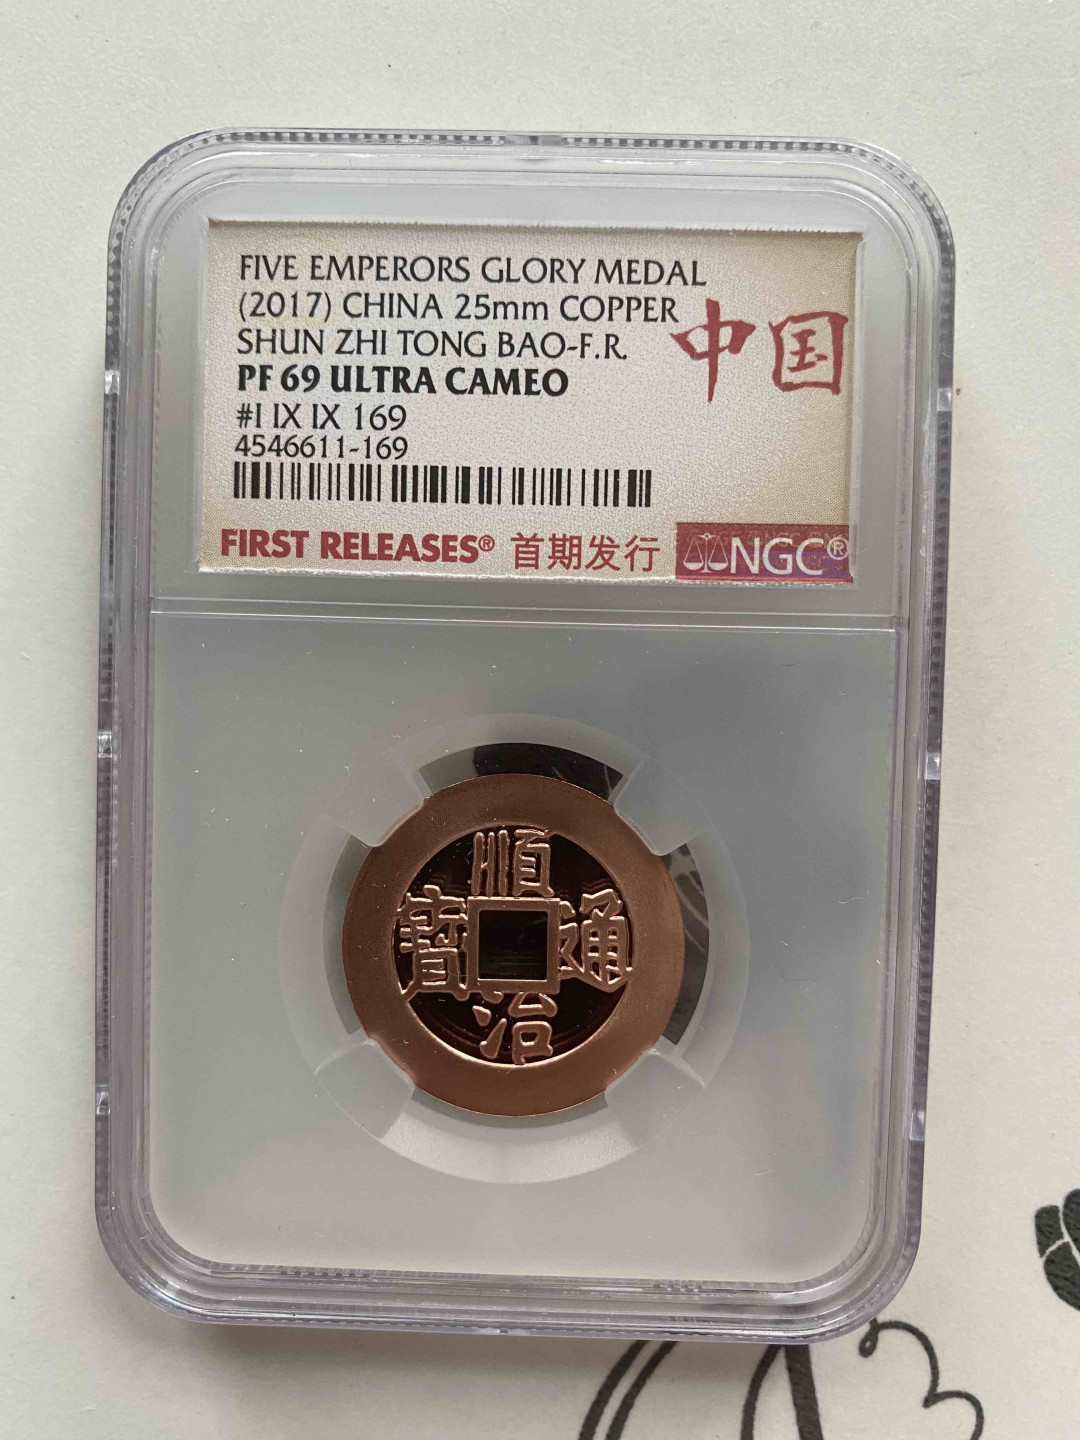 FIVE EMPERORS GLORY MEDAL
(2017) CHINA 25mm COPPER
SHUN ZHI TONG BAO-F.R.
PF 69 ULTRA CAMEO
#I IX IX 169
4546611-169
中国
FIRST RELEASES® 首期发行
NGC®
順
寶 通
治